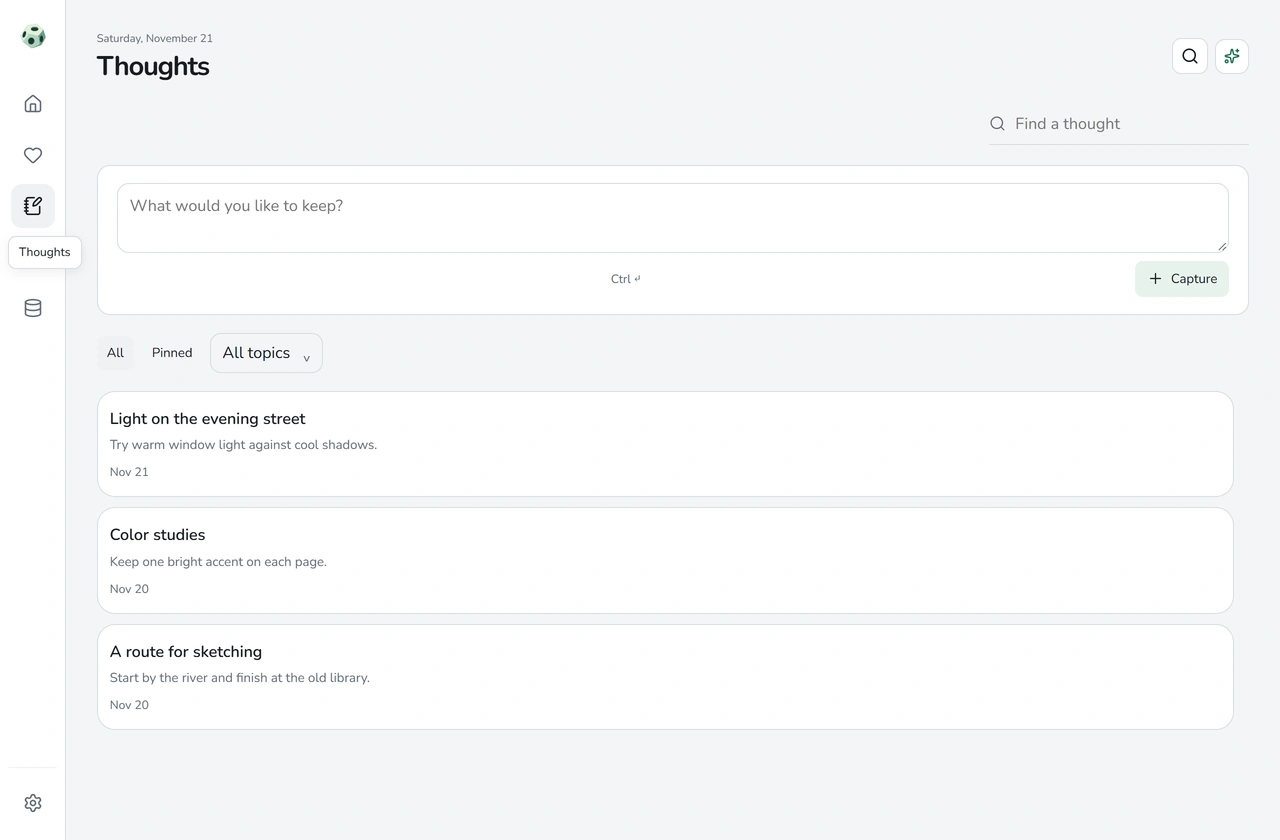 Saturday, November 21
Thoughts
Find a thought
What would you like to keep?
Thoughts
Ctrl ↵
Capture
All
Pinned
All topics
Light on the evening street
Try warm window light against cool shadows.
Nov 21
Color studies
Keep one bright accent on each page.
Nov 20
A route for sketching
Start by the river and finish at the old library.
Nov 20